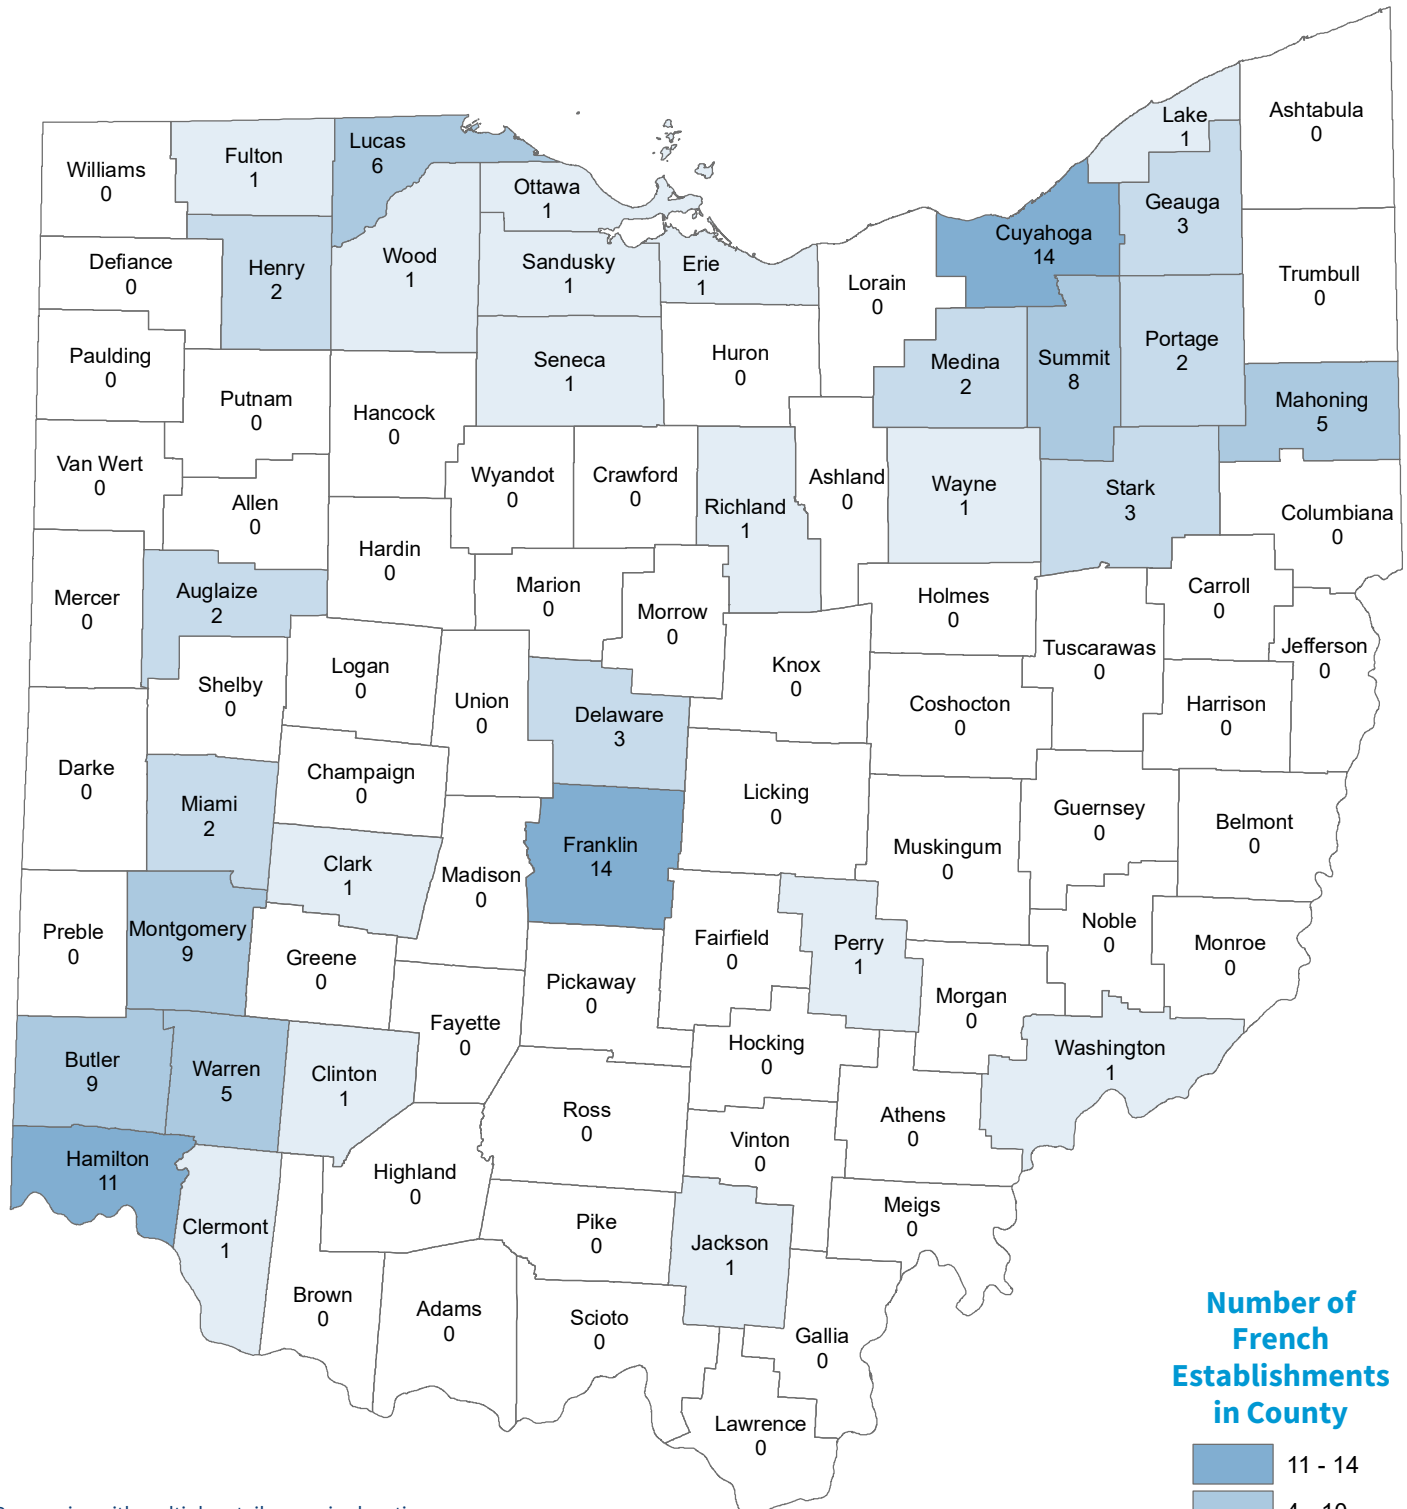 Williams
0
Fulton
1
Lucas
6
Ottawa
1
Lake
1
Ashtabula
0
Geauga
3
Cuyahoga
14
Defiance
0
Henry
2
Wood
1
Sandusky
1
Erie
1
Lorain
0
Trumbull
0
Paulding
0
Putnam
0
Hancock
0
Seneca
1
Huron
0
Medina
2
Summit
8
Portage
2
Mahoning
5
Van Wert
0
Allen
0
Wyandot
0
Crawford
0
Richland
1
Ashland
0
Wayne
1
Stark
3
Columbiana
0
Mercer
0
Auglaize
2
Hardin
0
Marion
0
Morrow
0
Holmes
0
Carroll
0
Tuscarawas
0
Jefferson
0
Shelby
0
Logan
0
Union
0
Delaware
3
Knox
0
Coshocton
0
Harrison
0
Darke
0
Miami
2
Champaign
0
Licking
0
Guernsey
0
Belmont
0
Clark
1
Madison
0
Franklin
14
Muskingum
0
Preble
0
Montgomery
9
Greene
0
Fairfield
0
Perry
1
Noble
0
Monroe
0
Pickaway
0
Morgan
0
Fayette
0
Hocking
0
Washington
1
Butler
9
Warren
5
Clinton
1
Ross
0
Vinton
0
Athens
0
Hamilton
11
Highland
0
Meigs
0
Clermont
1
Pike
0
Jackson
1
Brown
0
Adams
0
Scioto
0
Gallia
0
Lawrence
0
Number of
French
Establishments
in County
11 - 14